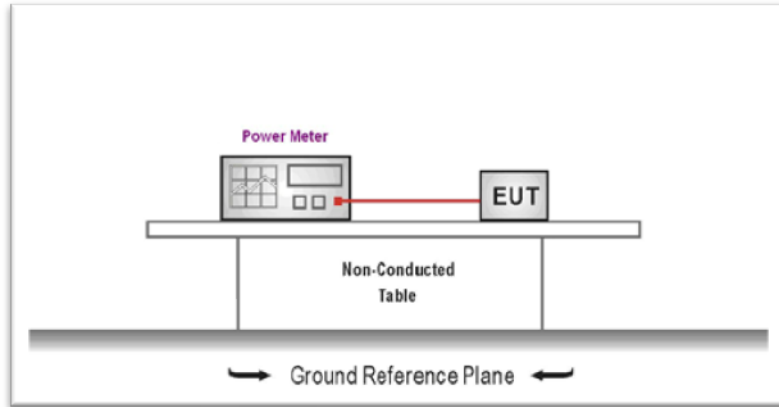 Power Meter
EUT
Non-Conducted
Table
Ground Reference Plane